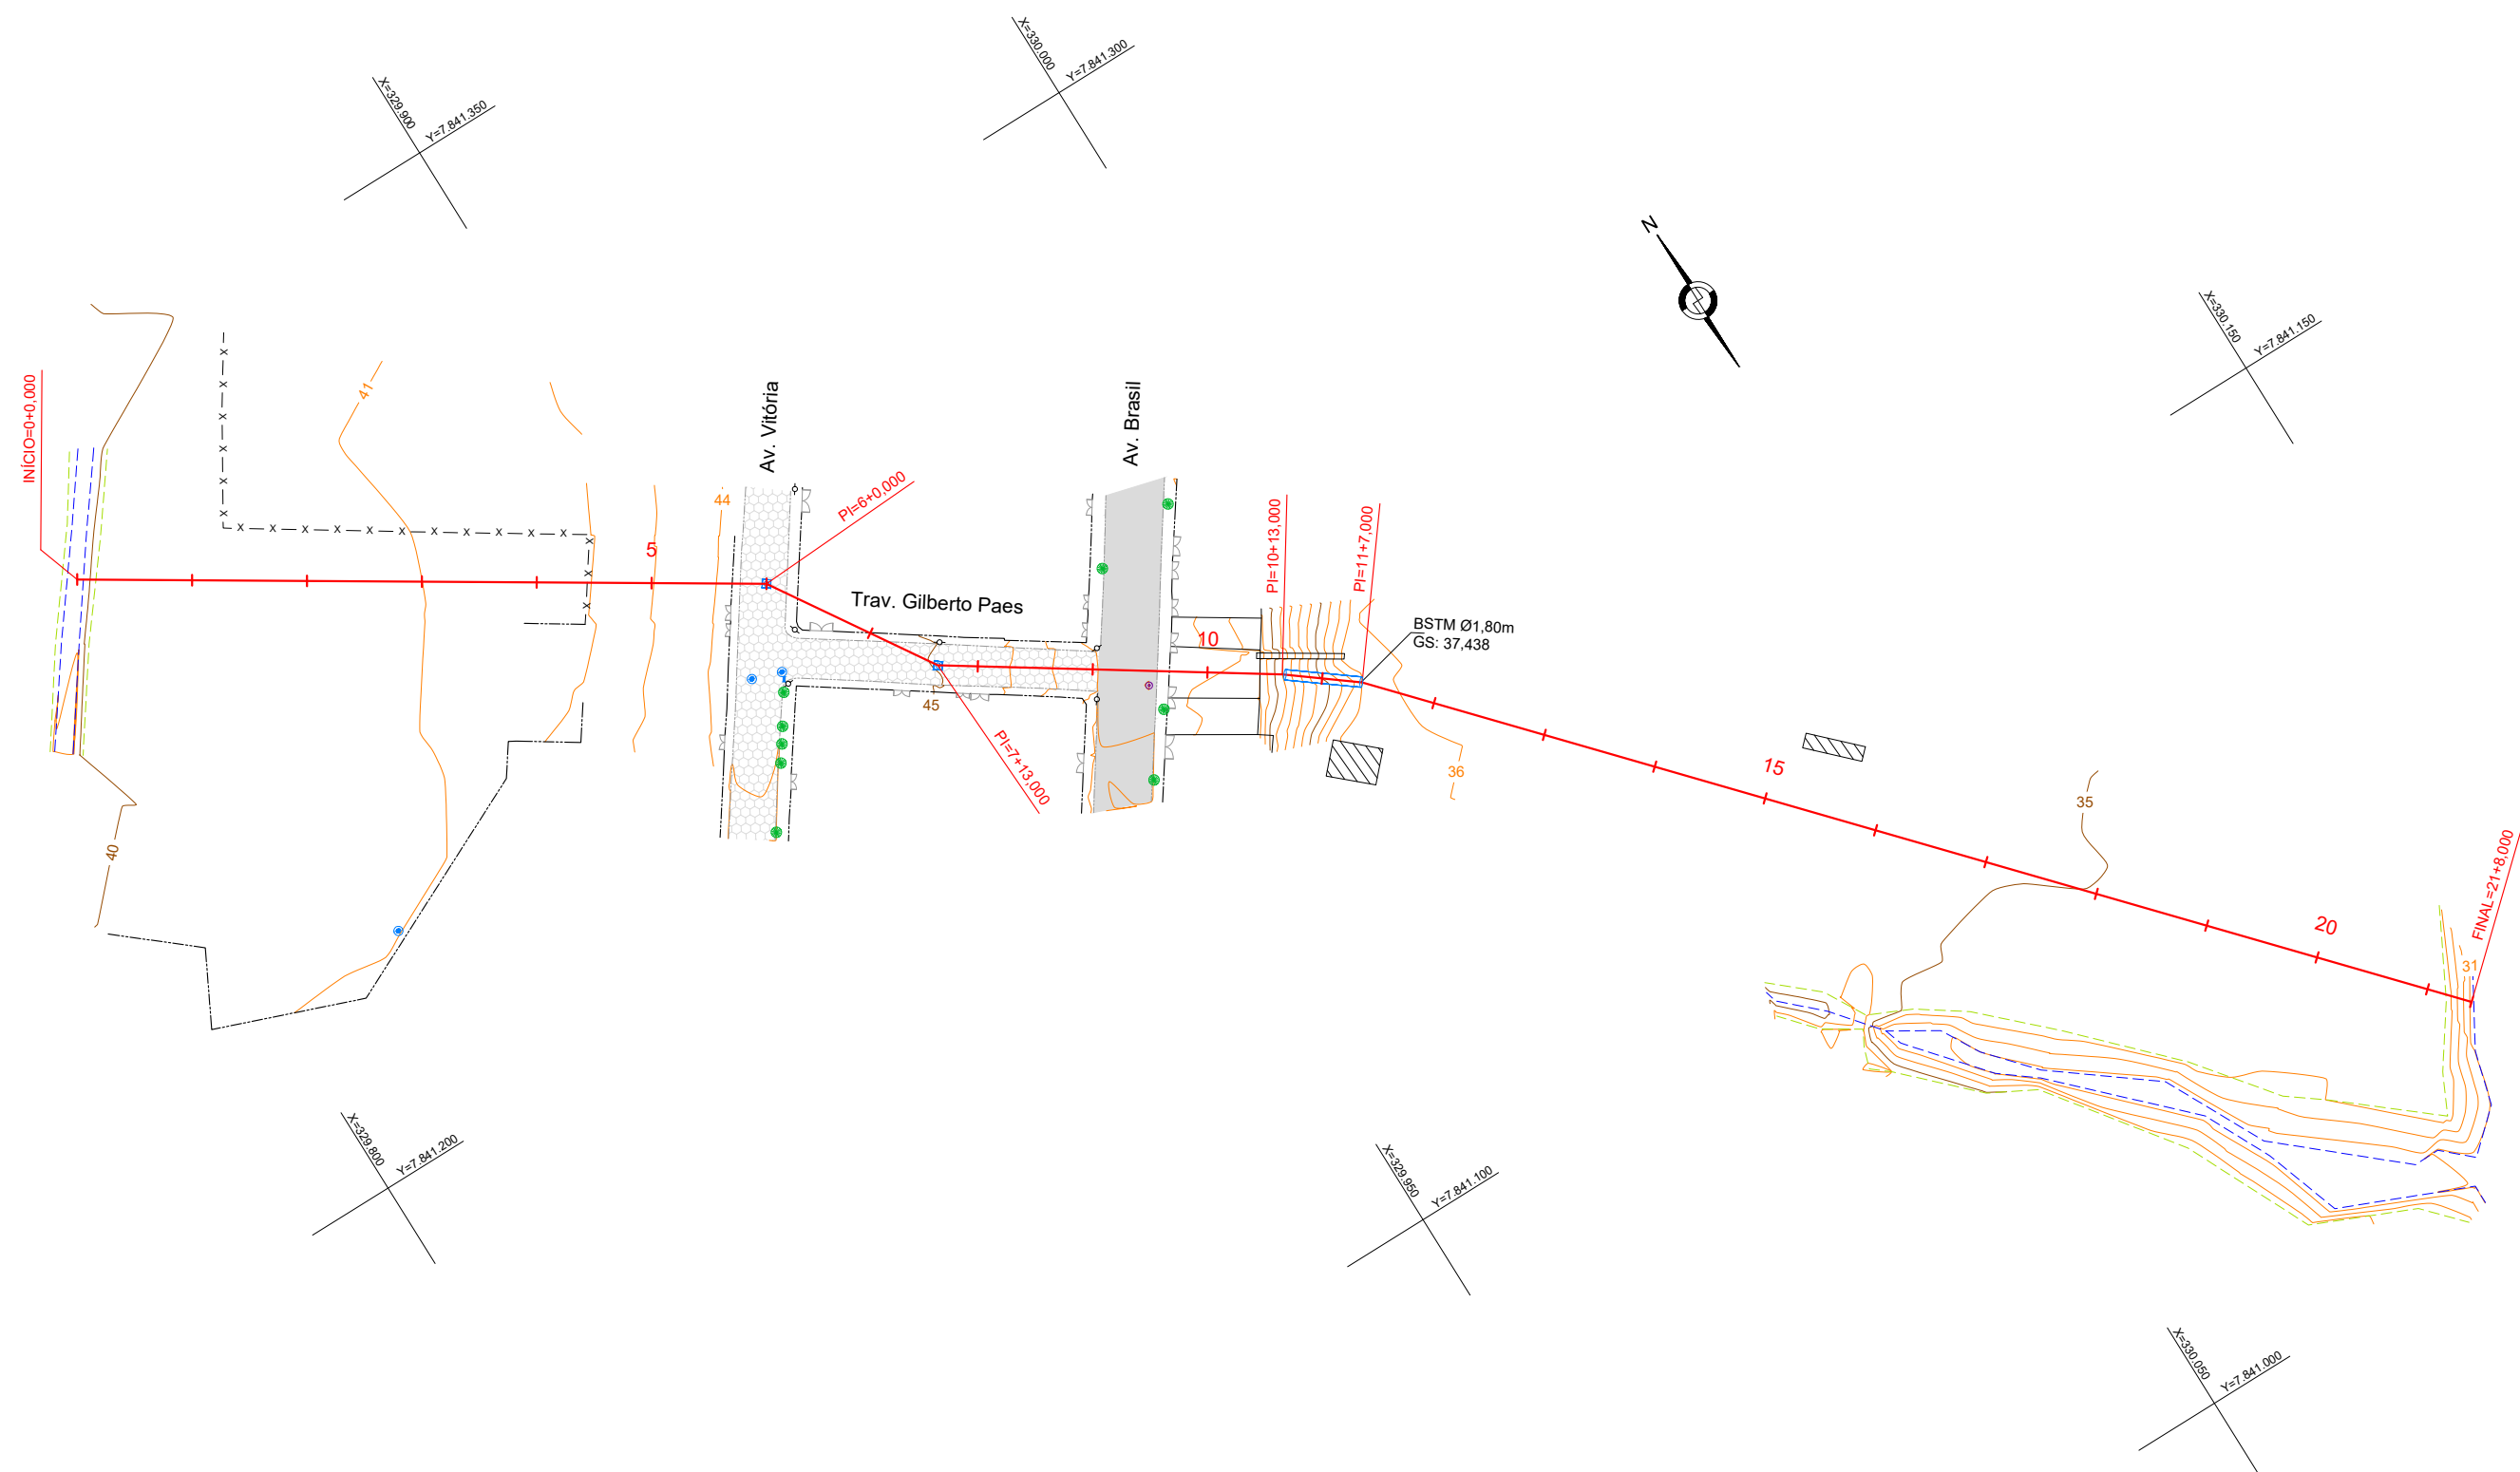 X=330.000
Y=7.841.300
X=329.900
Y=7.841.350
N
X=330.150
Y=7.841.150
INÍCIO=0+0,000
41
Av. Vitória
Av. Brasil
44
PI=6+0,000
PI=10+13,000
PI=11+7,000
5
Trav. Gilberto Paes
10
BSTM Ø1,80m
GS: 37,438
45
PI=7+13,000
36
15
35
40
20
FINAL=21+8,000
31
X=329.800
Y=7.841.200
X=329.950
Y=7.841.100
X=330.050
Y=7.841.000